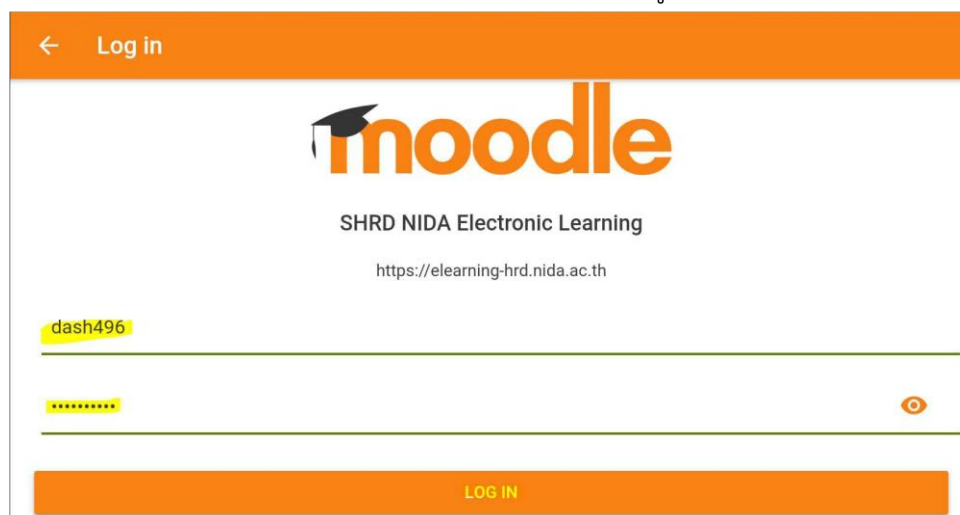 ← Log in
moodle
SHRD NIDA Electronic Learning
https://elearning-hrd.nida.ac.th
dash496
••••••••••
LOG IN